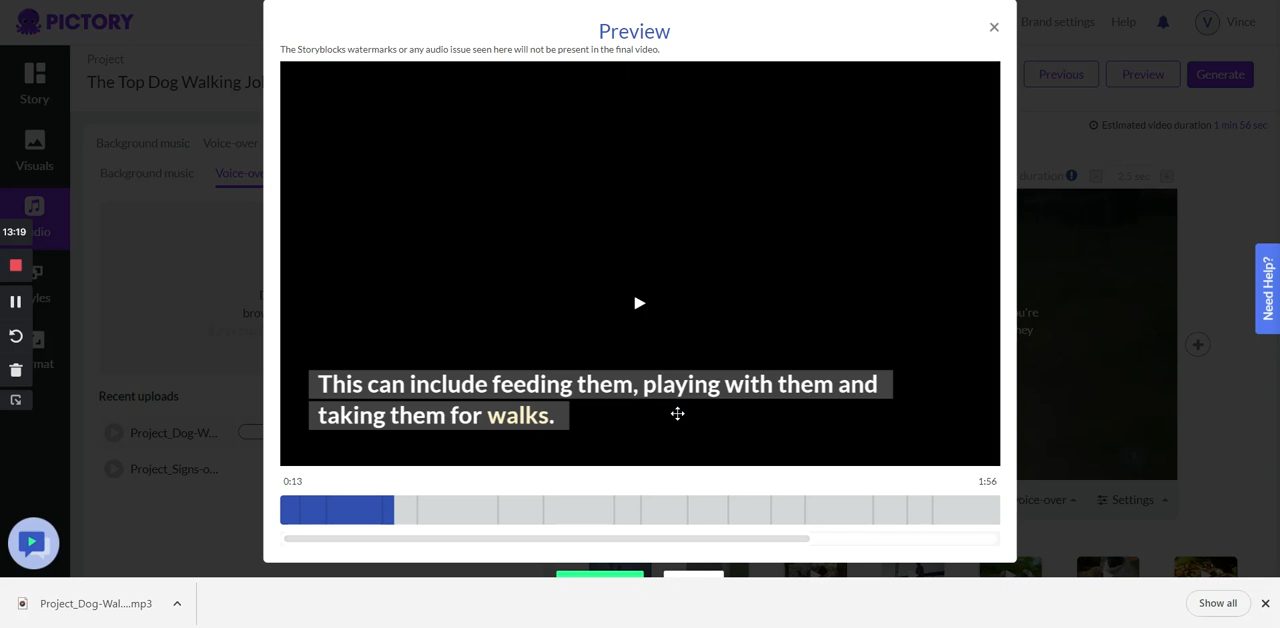 PICTORY
Brand settings
Help
V
Vince
Preview
The Storyblocks watermarks or any audio issue seen here will not be present in the final video.
Project
The Top Dog Walking
Previous
Preview
Generate
Story
Estimated video duration 1 min 56 sec
Background music
Voice-over
Visuals
Background music
duration
2.5 sec
13:19
This can include feeding them, playing with them and
taking them for walks.
Need Help?
Recent uploads
Project_Dog-W...
Project_Signs-o...
0:13
1:56
Settings
Project_Dog-Wal....mp3
Show all